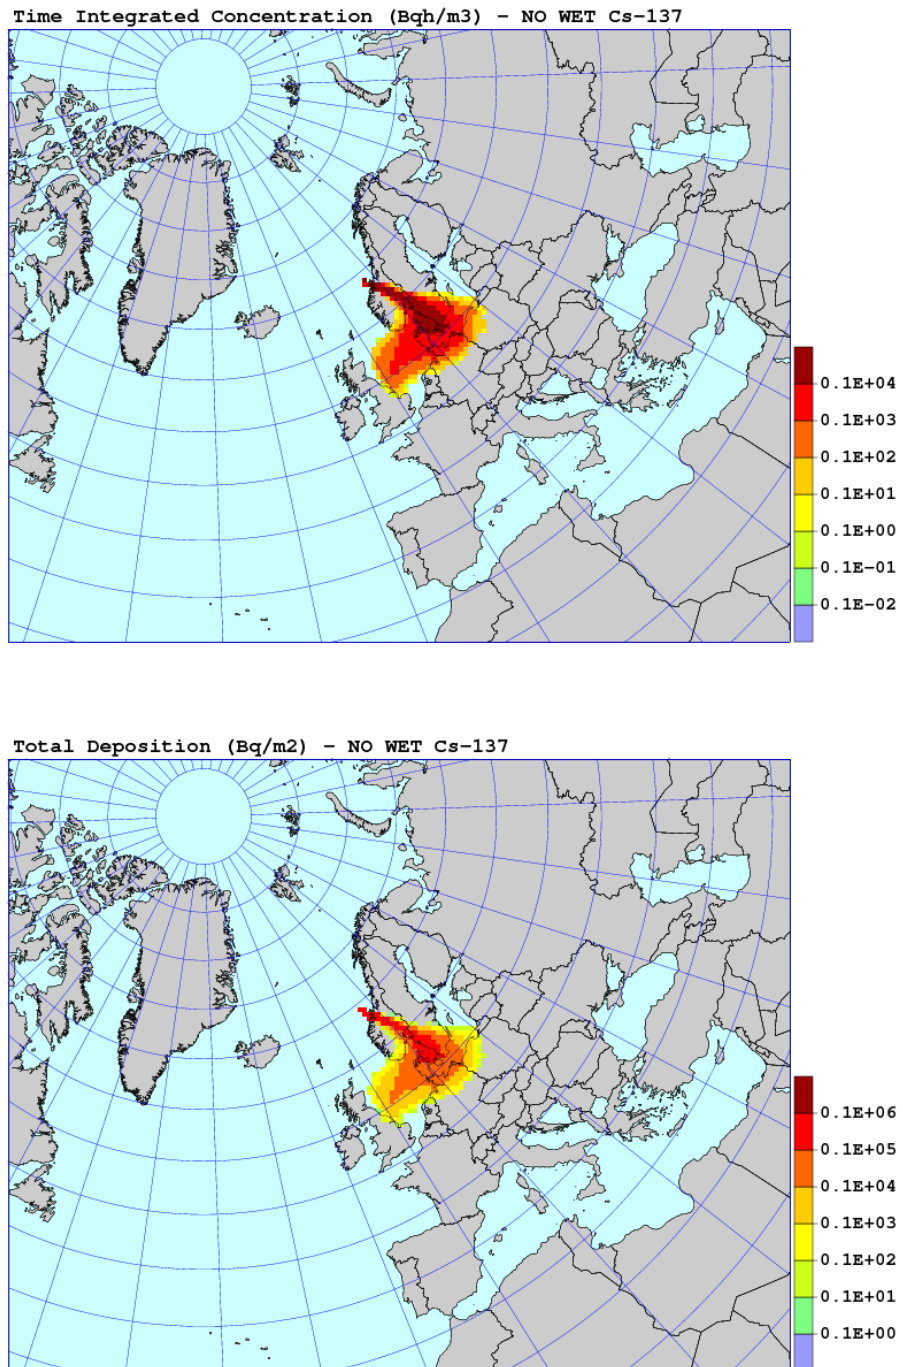 Time Integrated Concentration (Bqh/m3) - NO WET Cs-137
0.1E+04
0.1E+03
0.1E+02
0.1E+01
0.1E+00
0.1E-01
0.1E-02
Total Deposition (Bq/m2) - NO WET Cs-137
0.1E+06
0.1E+05
0.1E+04
0.1E+03
0.1E+02
0.1E+01
0.1E+00